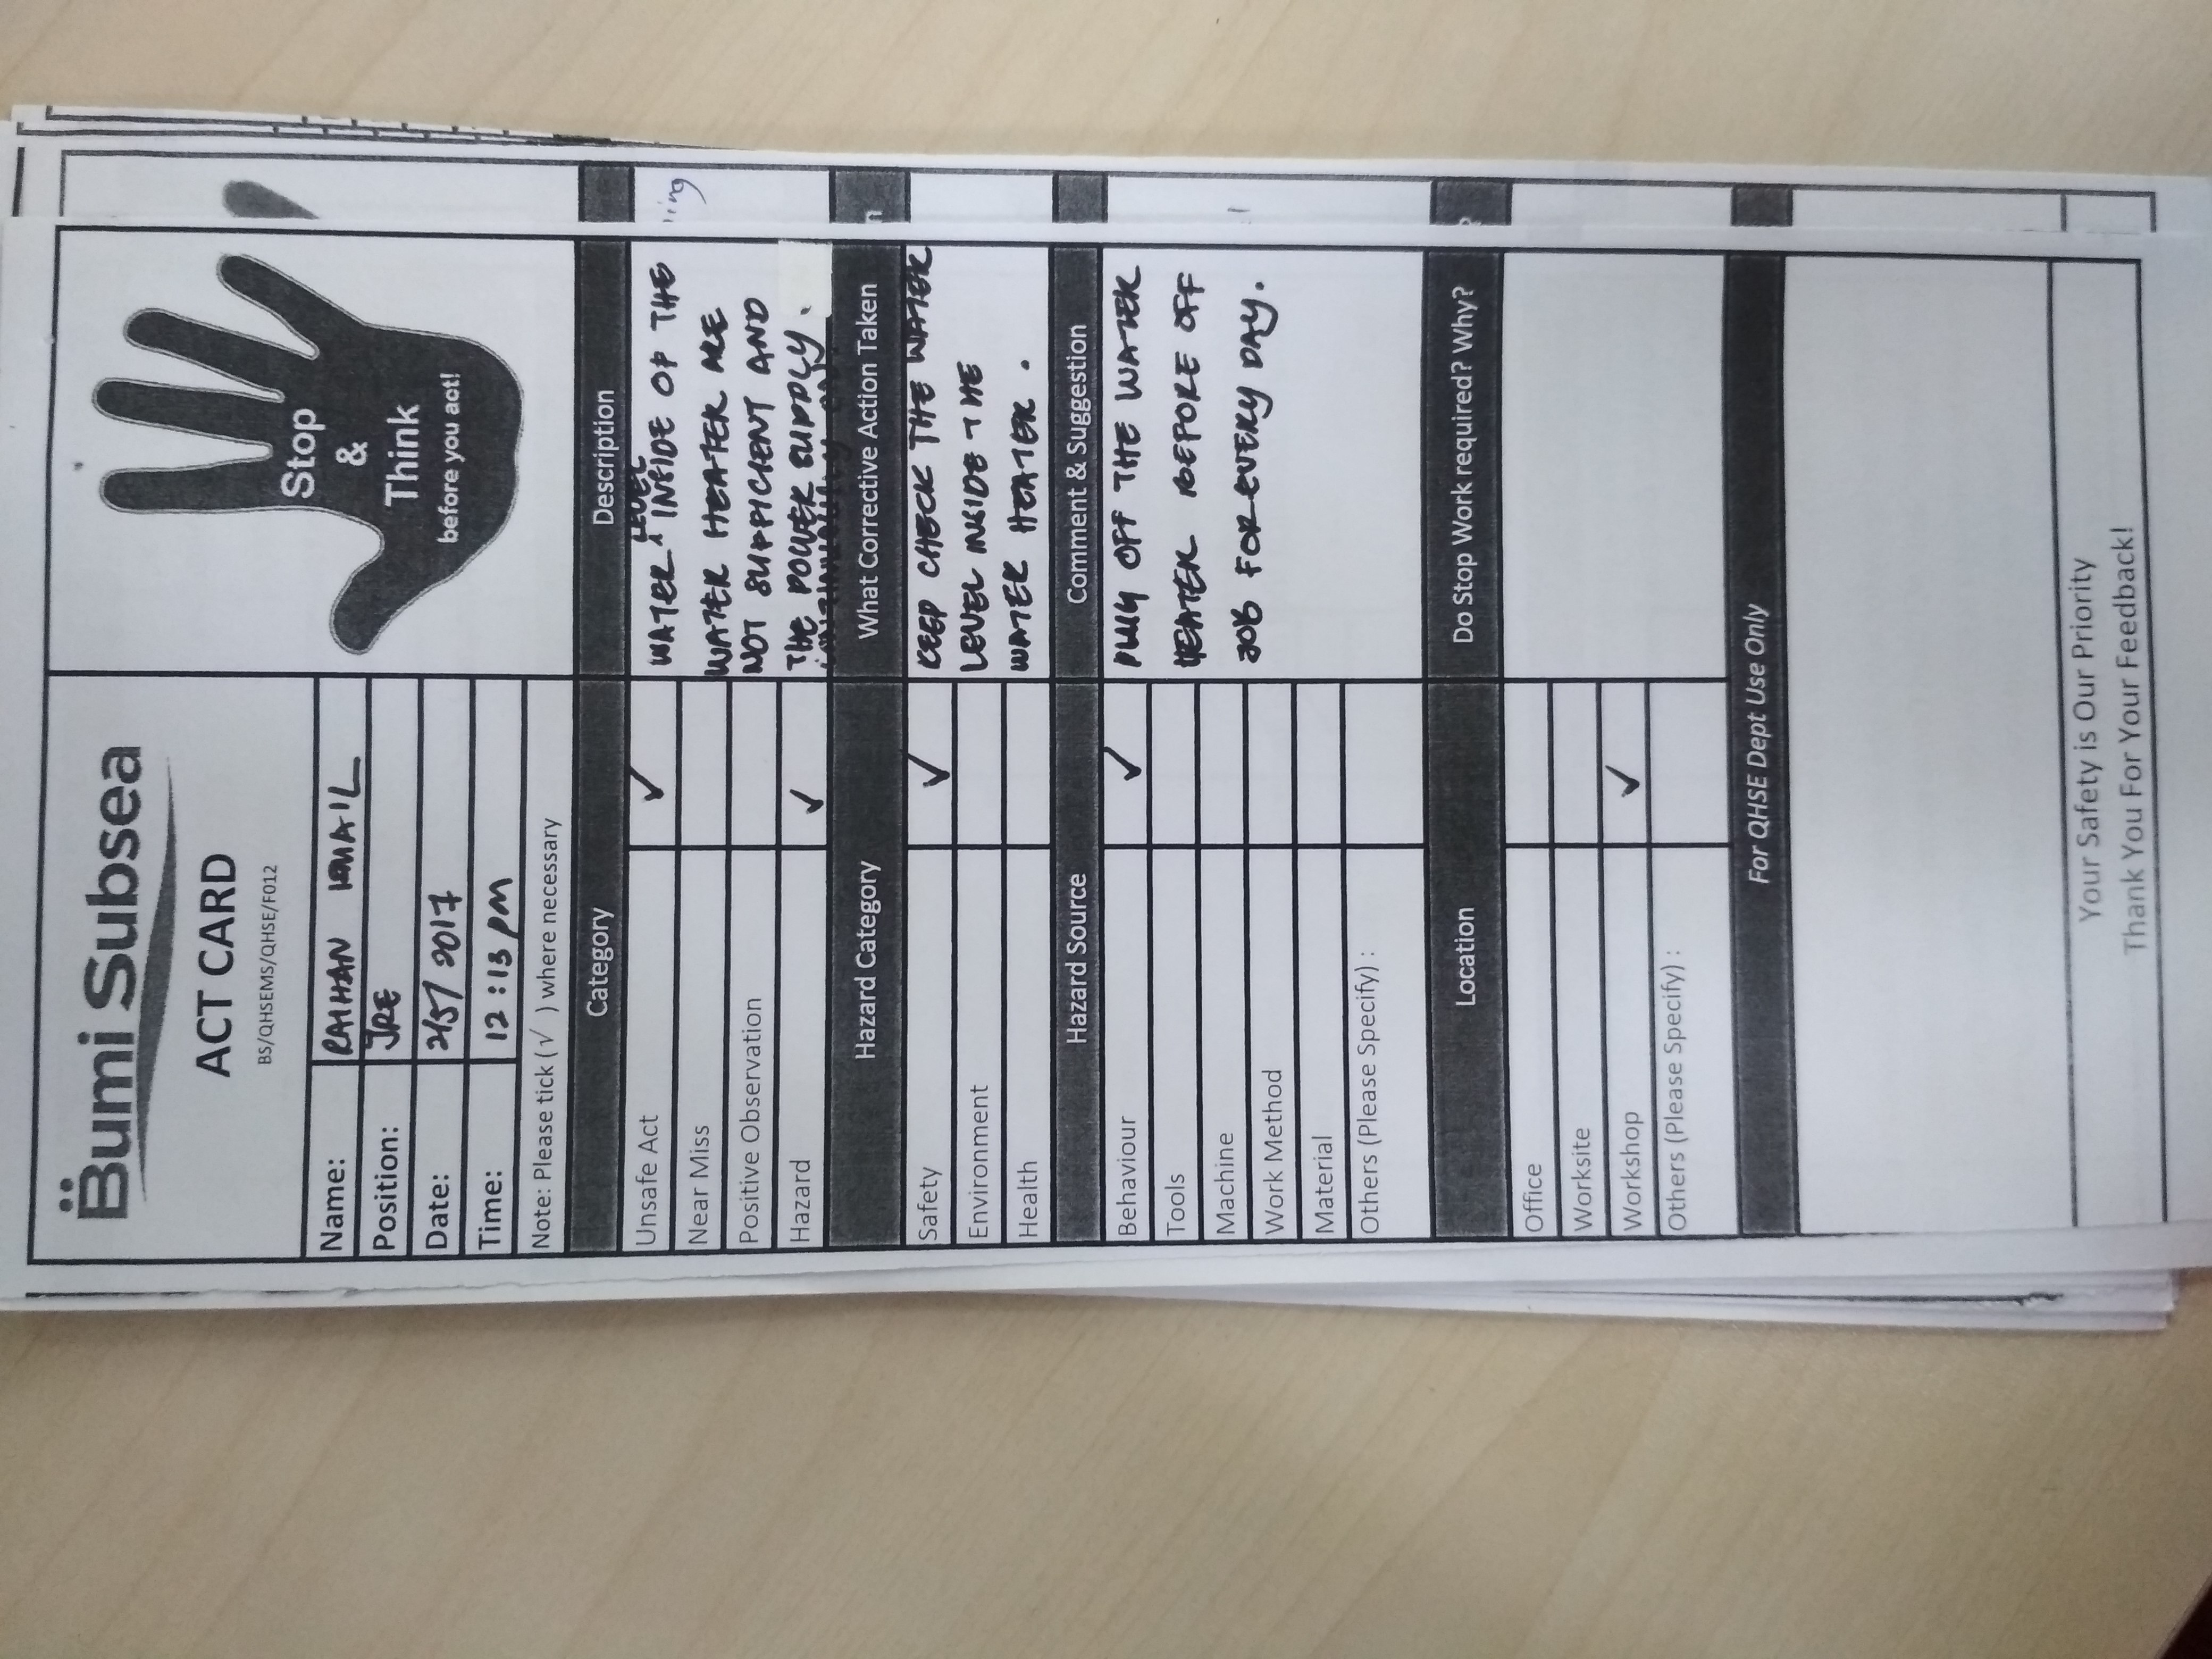 Bumi Subsea
ACT CARD
BS/QHSEMS/QHSE/F012
Stop
&
Think
before you act!
Name: RAIHAN ISMAIL
Position: JRE
Date: 2/5/2017
Time: 12:13 PM
Note: Please tick (√ ) where necessary
Category
Description
Unsafe Act ✓
Near Miss
Positive Observation
Hazard ✓
WATER LEVEL INSIDE OF THE
WATER HEATER ARE
NOT SUFFICIENT AND
THE POWER SUPPLY.
Hazard Category
What Corrective Action Taken
Safety ✓
Environment
Health
KEEP CHECK THE WATER
LEVEL INSIDE THE
WATER HEATER.
Hazard Source
Comment & Suggestion
Behaviour ✓
Tools
Machine
Work Method
Material
Others (Please Specify) :
PLUG OFF THE WATER
HEATER BEFORE OFF
JOB FOR EVERY DAY.
Location
Do Stop Work required? Why?
Office
Worksite
Workshop ✓
Others (Please Specify) :
For QHSE Dept Use Only
Your Safety is Our Priority
Thank You For Your Feedback!